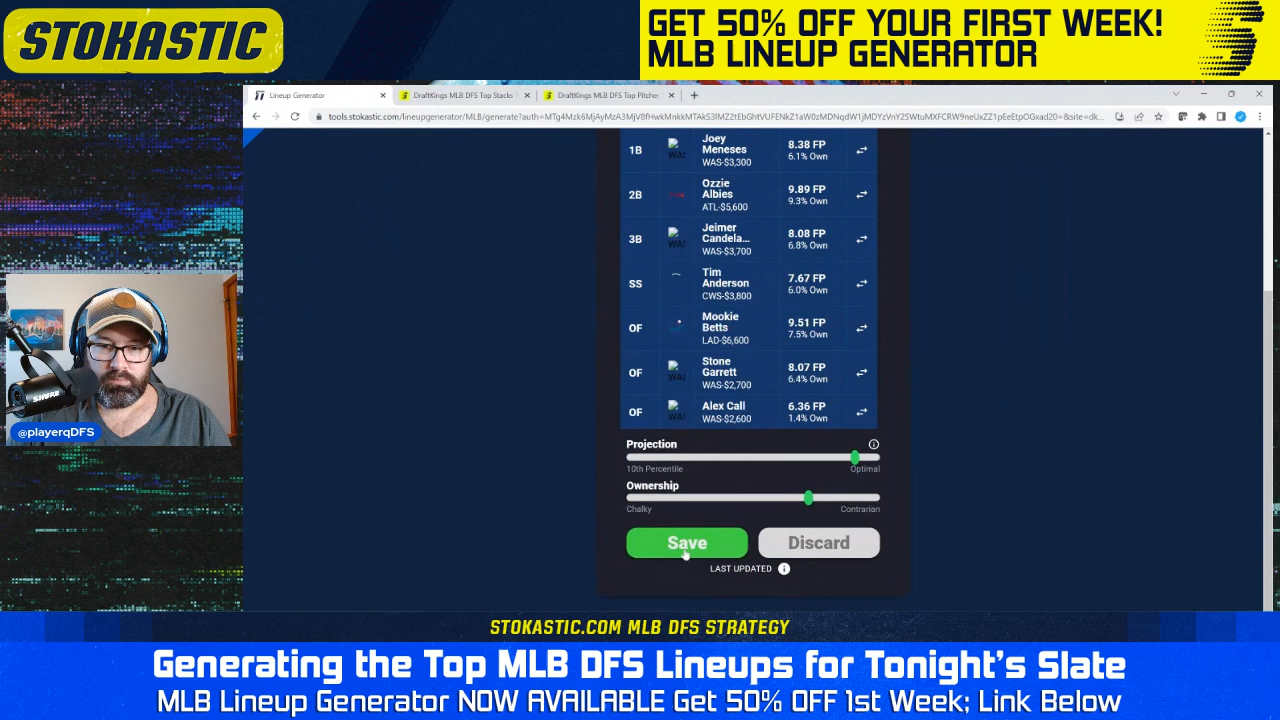 STOKASTIC
GET 50% OFF YOUR FIRST WEEK!
MLB LINEUP GENERATOR
Lineup Generator
DraftKings MLB DFS Top Stacks
DraftKings MLB DFS Top Pitcher
1B
Joey
Meneses
WAS-$3,300
8.38 FP
6.1% Own
2B
Ozzie
Albies
ATL-$5,600
9.89 FP
9.3% Own
3B
Jeimer
Candela...
WAS-$3,700
8.08 FP
6.8% Own
SS
Tim
Anderson
CWS-$3,800
7.67 FP
6.0% Own
OF
Mookie
Betts
LAD-$6,600
9.51 FP
7.5% Own
OF
Stone
Garrett
WAS-$2,700
8.07 FP
6.4% Own
OF
Alex Call
WAS-$2,600
6.36 FP
1.4% Own
Projection
10th Percentile
Optimal
Ownership
Chalky
Contrarian
Save
Discard
LAST UPDATED
SHURE
@playerqDFS
STOKASTIC.COM MLB DFS STRATEGY
Generating the Top MLB DFS Lineups for Tonight's Slate
MLB Lineup Generator NOW AVAILABLE Get 50% OFF 1st Week; Link Below